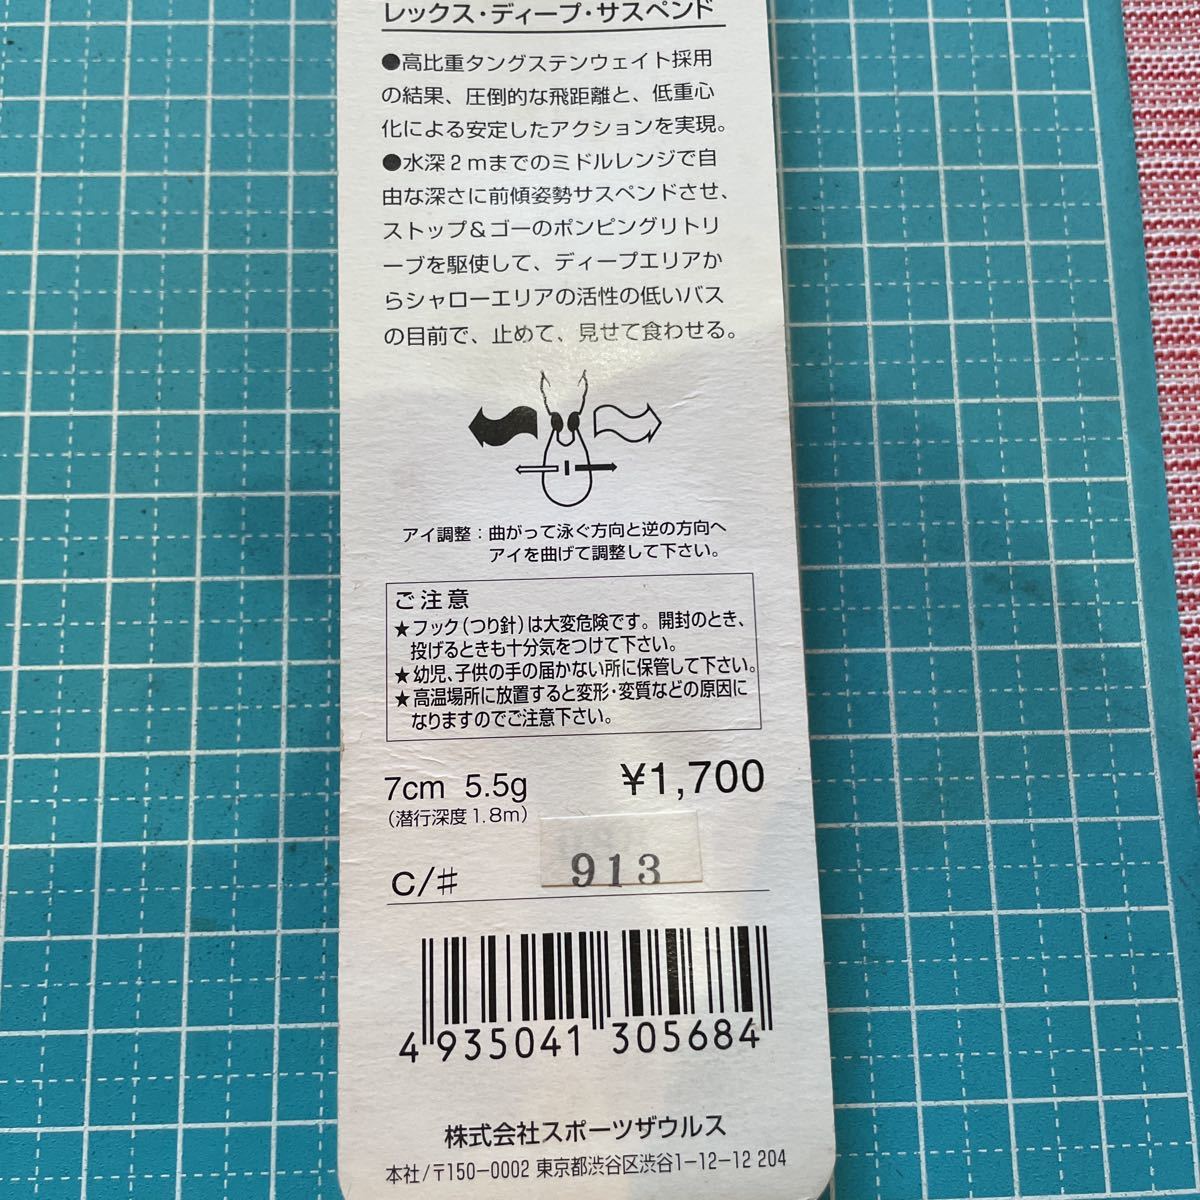 レックス・ディープ・サスペンド
●高比重タングステンウェイト採用
の結果、圧倒的な飛距離と、低重心
化による安定したアクションを実現。
●水深2mまでのミドルレンジで自
由な深さに前傾姿勢サスペンドさせ、
ストップ&ゴーのポンピングリトリ
ーブを駆使して、ディープエリアか
らシャローエリアの活性の低いバス
の目前で、止めて、見せて食わせる。
アイ調整：曲がって泳ぐ方向と逆の方向へ
アイを曲げて調整して下さい。
ご注意
★フック(つり針)は大変危険です。開封のとき、
投げるときも十分気をつけて下さい。
★幼児、子供の手の届かない所に保管して下さい。
★高温場所に放置すると変形・変質などの原因に
なりますのでご注意下さい。
7cm 5.5g ¥1,700
(潜行深度1.8m)
C/# 913
4 935041 305684
株式会社スポーツザウルス
本社/〒150-0002 東京都渋谷区渋谷1-12-12 204